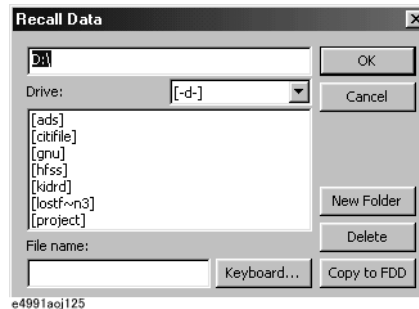 Recall Data
D:\
OK
Drive:
[-d-]
Cancel
[ads]
[citifile]
[gnu]
[hfss]
[kidrd]
[lostf~n3]
[project]
New Folder
File name:
Delete
Keyboard...
Copy to FDD
e4991aoj125